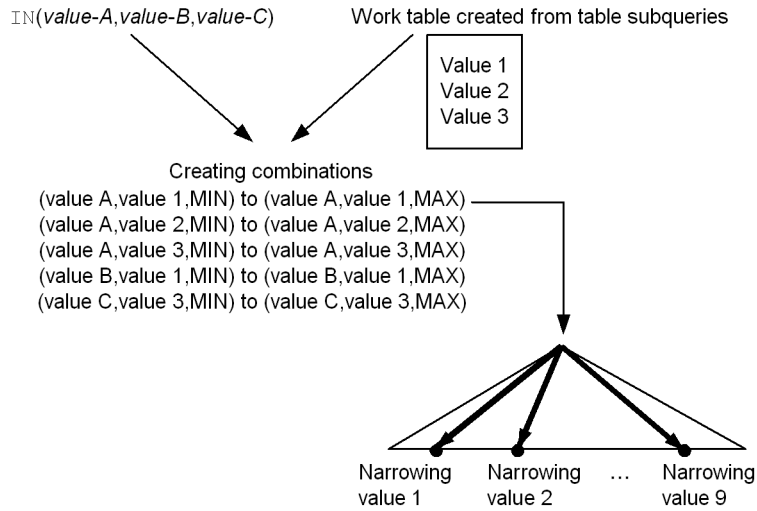 IN(value-A,value-B,value-C)
Work table created from table subqueries
Value 1
Value 2
Value 3
Creating combinations
(value A,value 1,MIN) to (value A,value 1,MAX)
(value A,value 2,MIN) to (value A,value 2,MAX)
(value A,value 3,MIN) to (value A,value 3,MAX)
(value B,value 1,MIN) to (value B,value 1,MAX)
(value C,value 3,MIN) to (value C,value 3,MAX)
Narrowing
value 1
Narrowing
value 2
...
Narrowing
value 9